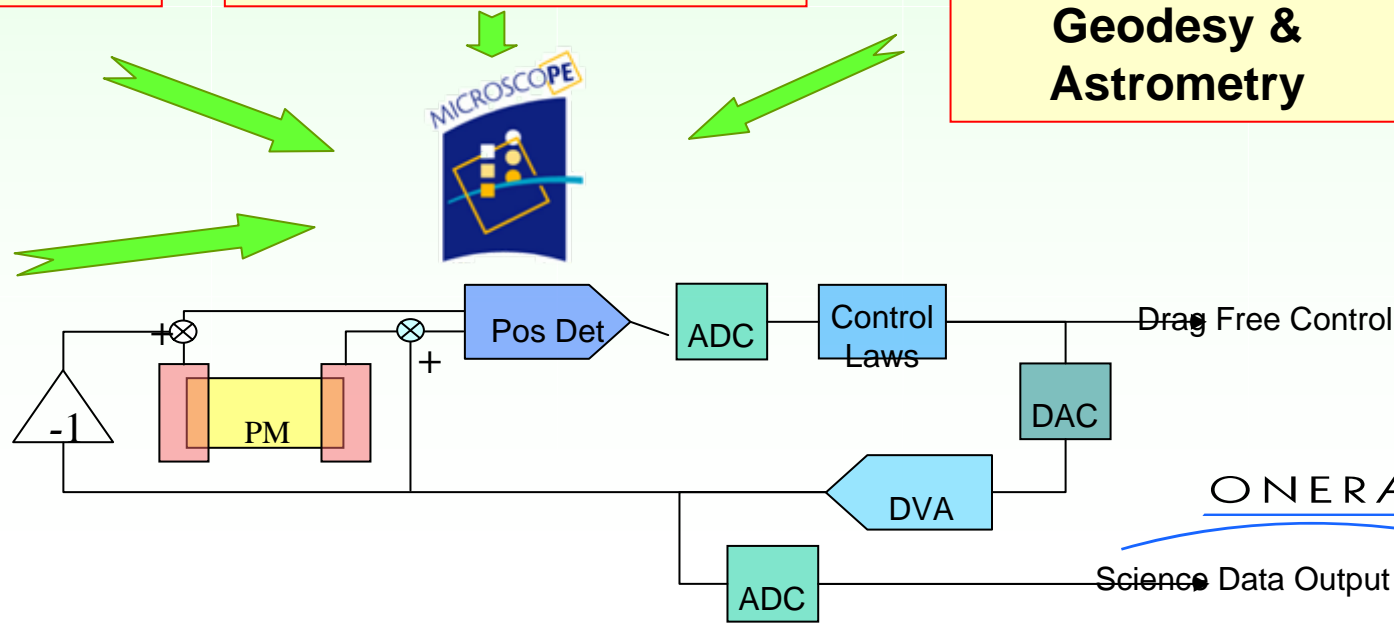 Geodesy &
Astrometry
MICROSCOPE
Pos Det
ADC
Control
Laws
Drag Free Control
+
+
-1
PM
DAC
DVA
ONERA
ADC
Science Data Output